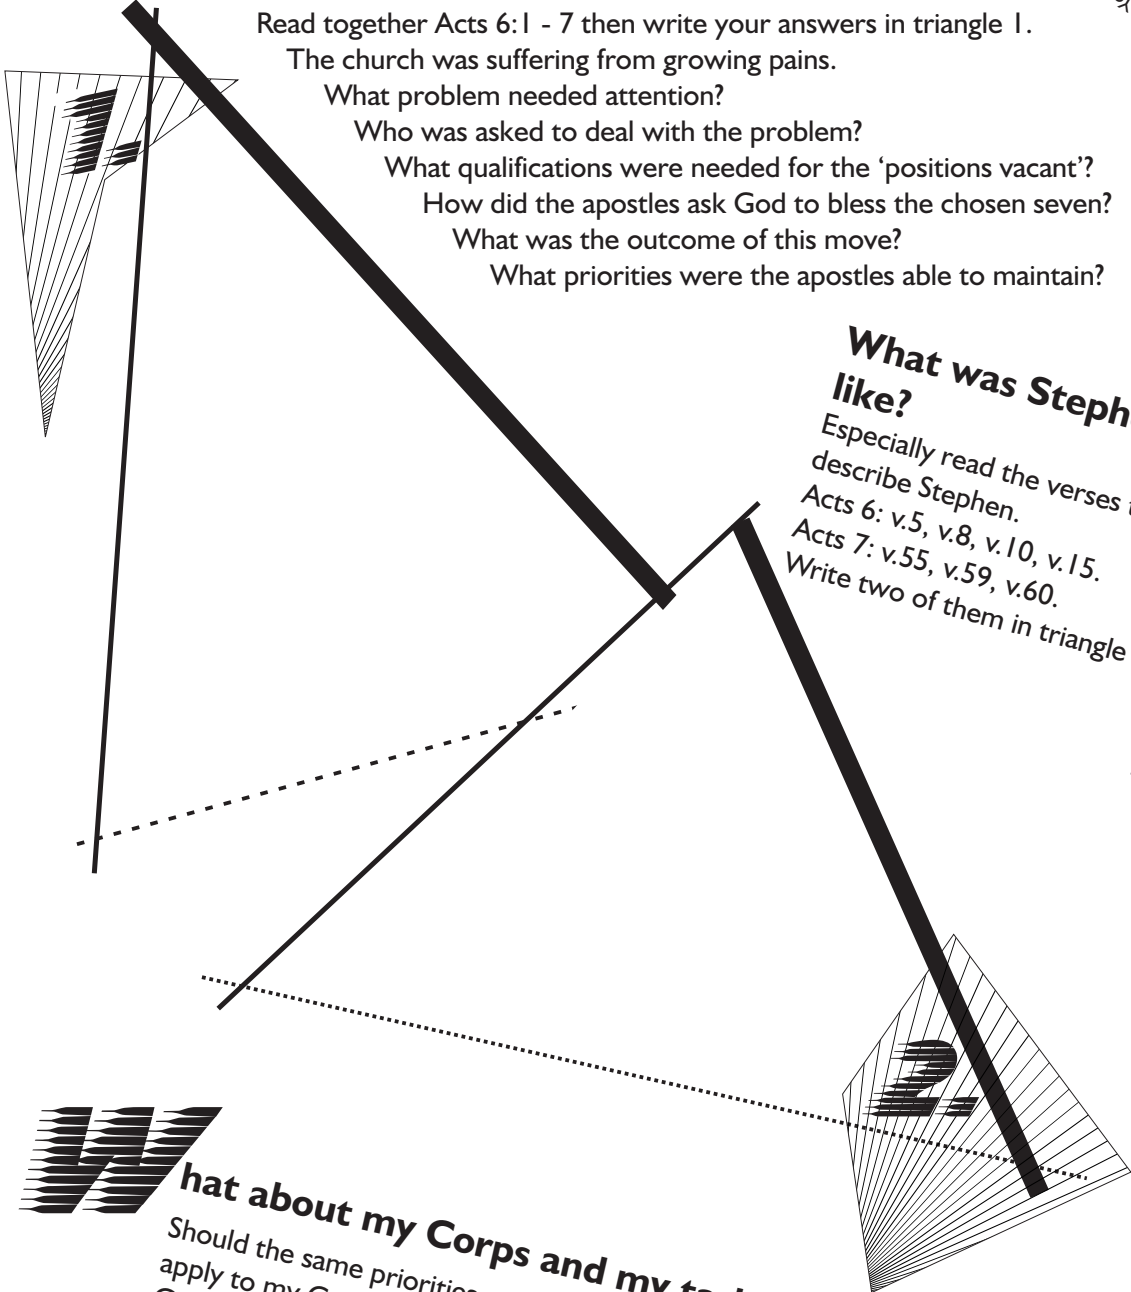 Read together Acts 6:1 - 7 then write your answers in triangle 1.
The church was suffering from growing pains.
What problem needed attention?
Who was asked to deal with the problem?
What qualifications were needed for the ‘positions vacant’?
How did the apostles ask God to bless the chosen seven?
What was the outcome of this move?
What priorities were the apostles able to maintain?
1.
What was Steph
like?
Especially read the verses
describe Stephen.
Acts 6: v.5, v.8, v.10, v.15.
Acts 7: v.55, v.59, v.60.
Write two of them in triangle
2.
What about my Corps and my
Should the same priorities
apply to my